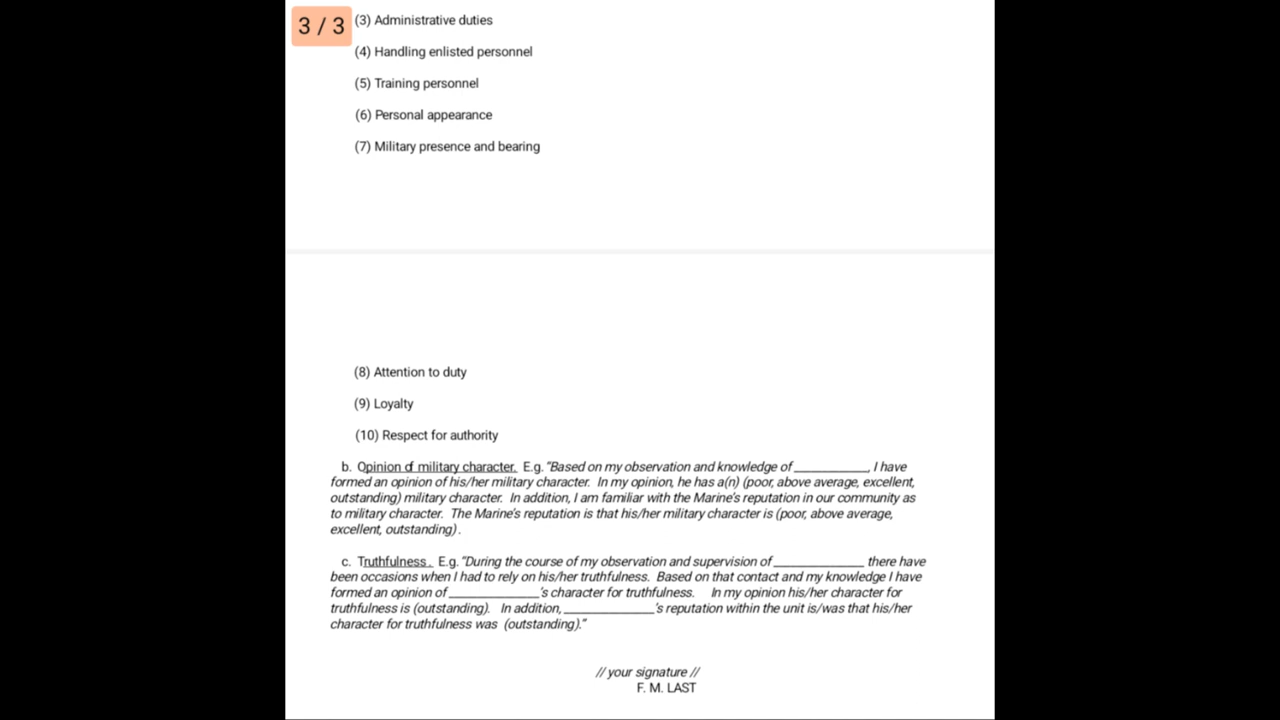 3 / 3
(3) Administrative duties
(4) Handling enlisted personnel
(5) Training personnel
(6) Personal appearance
(7) Military presence and bearing
(8) Attention to duty
(9) Loyalty
(10) Respect for authority
b. Opinion of military character. E.g. “Based on my observation and knowledge of___________, I have
formed an opinion of his/her military character. In my opinion, he has a(n) (poor, above average, excellent,
outstanding) military character. In addition, I am familiar with the Marine’s reputation in our community as
to military character. The Marine’s reputation is that his/her military character is (poor, above average,
excellent, outstanding).
c. Truthfulness. E.g. “During the course of my observation and supervision of_____________ there have
been occasions when I had to rely on his/her truthfulness. Based on that contact and my knowledge I have
formed an opinion of_____________’s character for truthfulness. In my opinion his/her character for
truthfulness is (outstanding). In addition,_____________’s reputation within the unit is/was that his/her
character for truthfulness was (outstanding).”
// your signature //
F. M. LAST